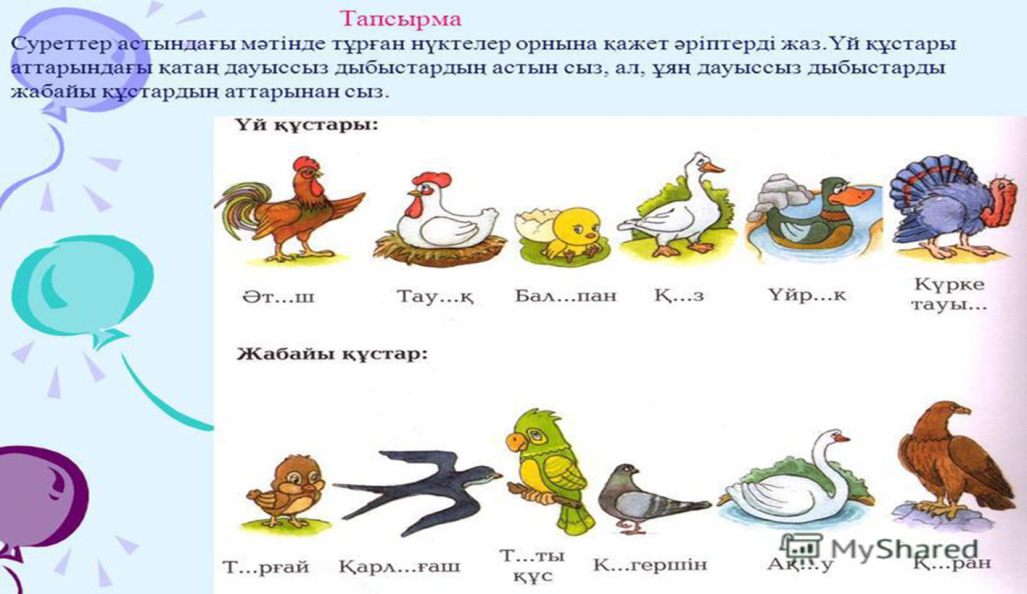 Тапсырма
Суреттер астындағы мәтінде тұрған нүктелер орнына қажет әріптерді жаз.Үй құстары
аттарындағы қатаң дауыссыз дыбыстардың астын сыз, ал, ұяң дауыссыз дыбыстарды
жабайы құстардың аттарынан сыз.
Үй құстары:
Әт...ш Тау...қ Бал...пан Қ...з Үйр...к Күрке
тауы...
Жабайы құстар:
Т...рғай Қарл...ғаш Т...ты
құс К...гершін Ақ...у Қ...ран
MyShared